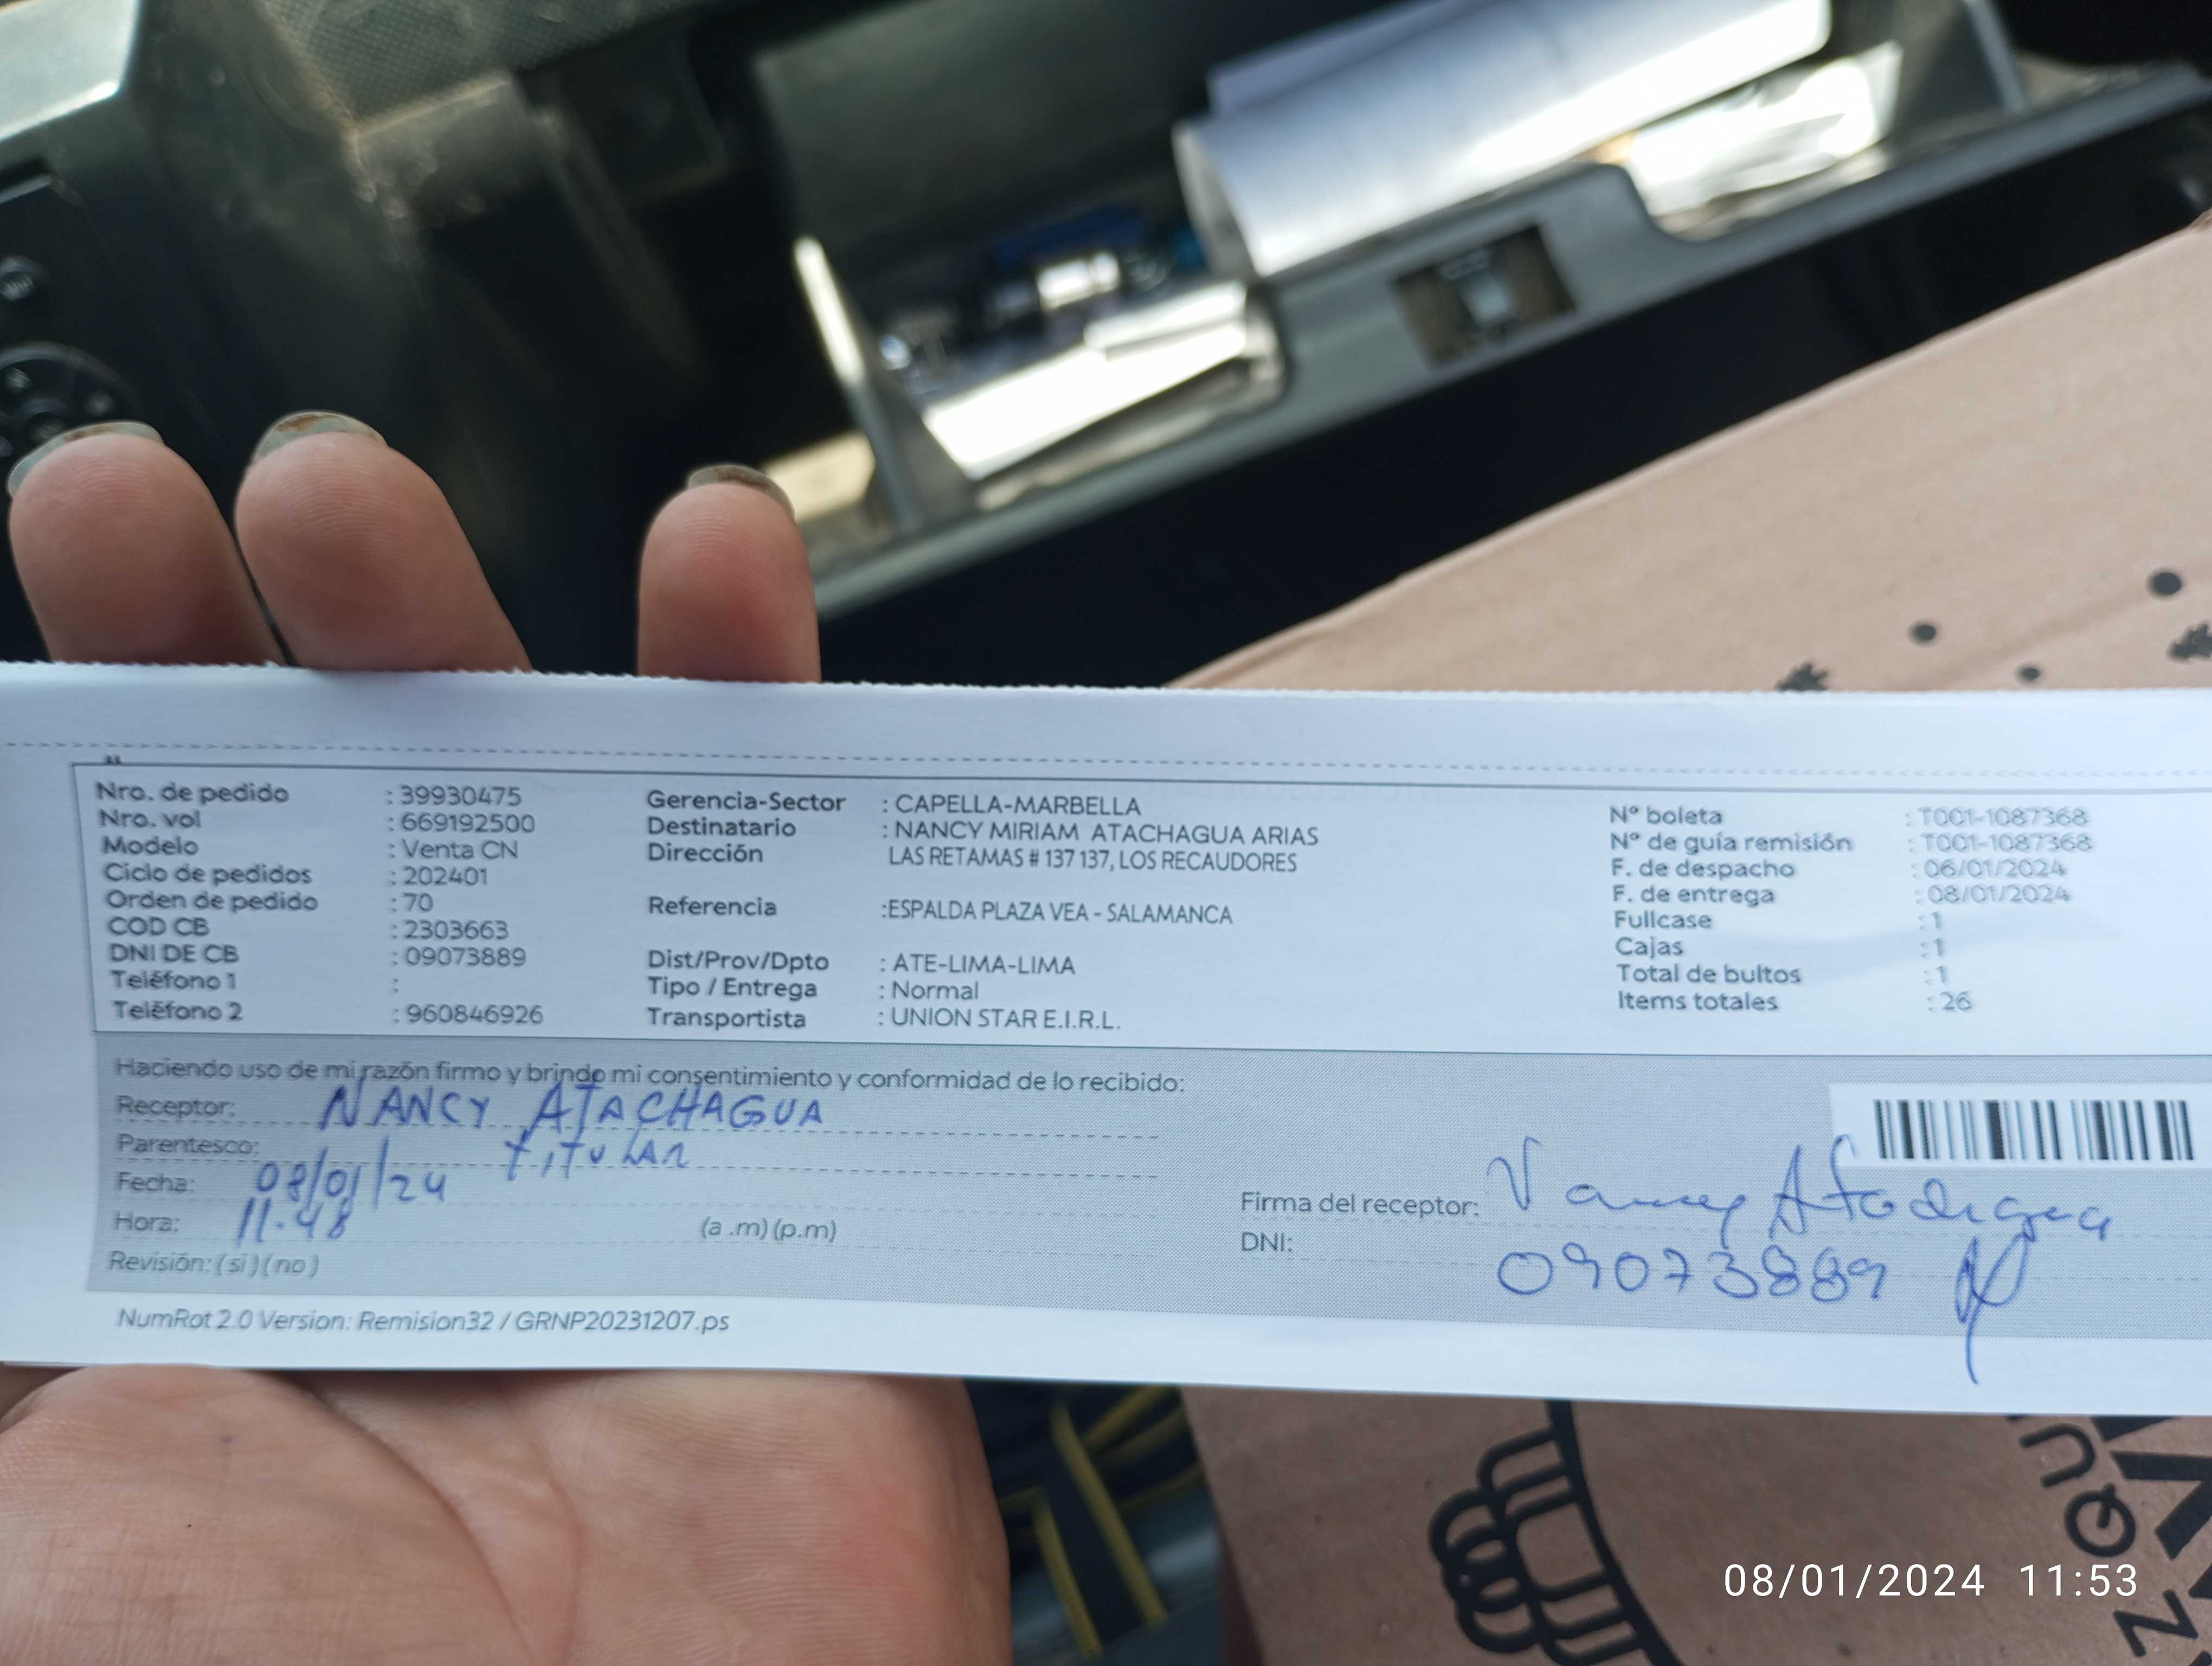 Nro. de pedido : 39930475
Nro. vol : 669192500
Modelo : Venta CN
Ciclo de pedidos : 202401
Orden de pedido : 70
COD CB : 2303663
DNI DE CB : 09073889
Teléfono 1 :
Teléfono 2 : 960846926
Gerencia-Sector : CAPELLA-MARBELLA
Destinatario : NANCY MIRIAM ATACHAGUA ARIAS
Dirección LAS RETAMAS # 137 137, LOS RECAUDORES
Referencia :ESPALDA PLAZA VEA - SALAMANCA
Dist/Prov/Dpto : ATE-LIMA-LIMA
Tipo / Entrega : Normal
Transportista : UNION STAR E.I.R.L.
Nº boleta : T001-1087368
Nº de guía remisión : T001-1087368
F. de despacho : 06/01/2024
F. de entrega : 08/01/2024
Fullcase : 1
Cajas : 1
Total de bultos : 1
Items totales : 26
Haciendo uso de mi razón firmo y brindo mi consentimiento y conformidad de lo recibido:
Receptor: NANCY ATACHAGUA
Parentesco: TITULAR
Fecha: 08/01/24
Hora: 11.48 (a .m) (p.m)
Revisión: ( si ) ( no )
Firma del receptor: Nancy Atachagua
DNI: 09073889
NumRot 2.0 Version: Remision32 / GRNP20231207.ps
08/01/2024 11:53